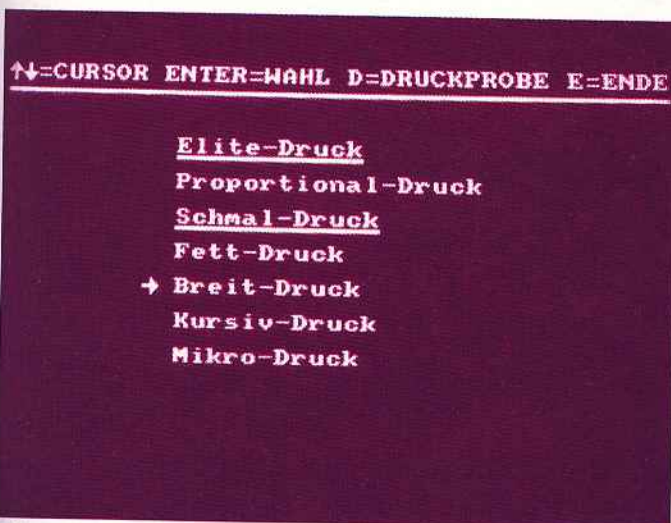 ↑↓=CURSOR ENTER=WAHL D=DRUCKPROBE E=ENDE
Elite-Druck
Proportional-Druck
Schmal-Druck
Fett-Druck
→ Breit-Druck
Kursiv-Druck
Mikro-Druck